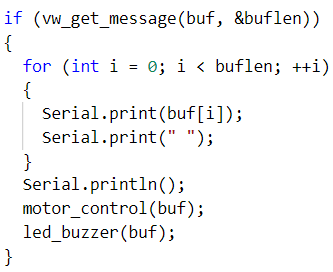 if (vw_get_message(buf, &buflen))
{
  for (int i = 0; i < buflen; ++i)
  {
    Serial.print(buf[i]);
    Serial.print(" ");
  }
  Serial.println();
  motor_control(buf);
  led_buzzer(buf);
}